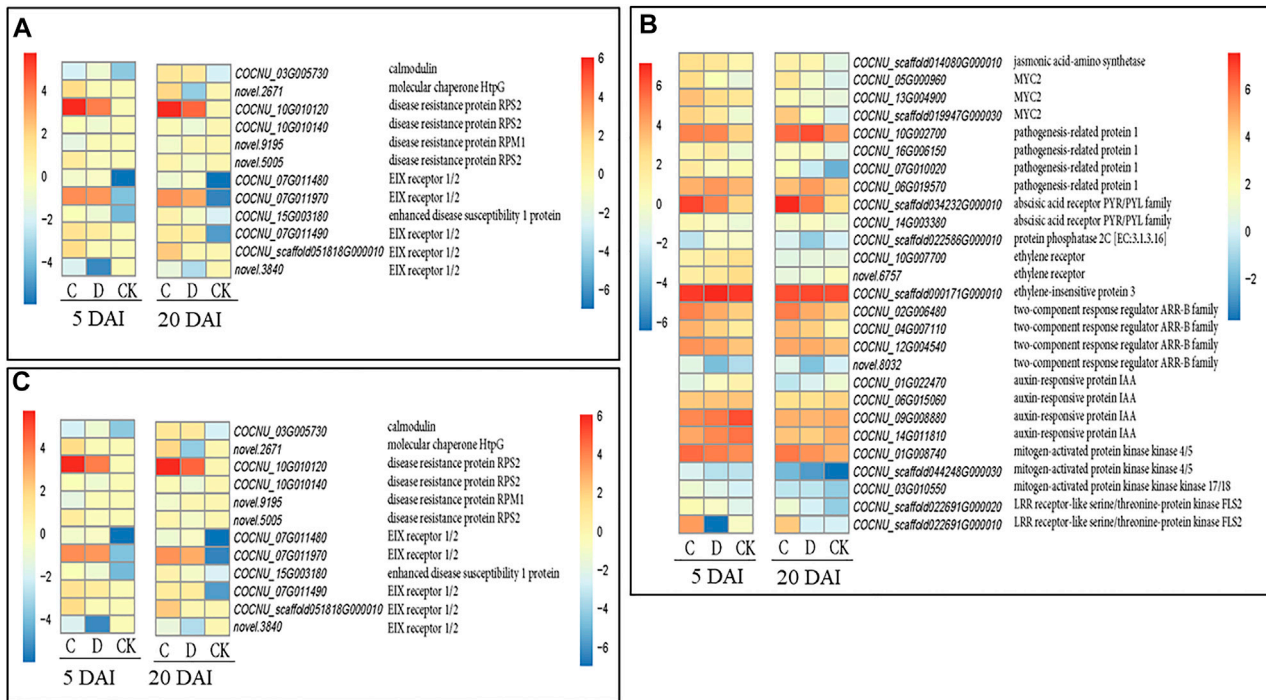 A
4
2
0
−2
−4
6
4
2
0
−2
−4
−6
COCNU_03G005730 calmodulin
novel.2671 molecular chaperone HtpG
COCNU_10G010120 disease resistance protein RPS2
COCNU_10G010140 disease resistance protein RPS2
novel.9195 disease resistance protein RPM1
novel.5005 disease resistance protein RPS2
COCNU_07G011480 EIX receptor 1/2
COCNU_07G011970 EIX receptor 1/2
COCNU_15G003180 enhanced disease susceptibility 1 protein
COCNU_07G011490 EIX receptor 1/2
COCNU_scaffold051818G000010 EIX receptor 1/2
novel.3840 EIX receptor 1/2
C D CK C D CK
5 DAI 20 DAI
B
6
4
2
0
−2
−4
−6
6
4
2
0
−2
COCNU_scaffold014080G000010 jasmonic acid-amino synthetase
COCNU_05G000960 MYC2
COCNU_13G004900 MYC2
COCNU_scaffold019947G000030 MYC2
COCNU_10G002700 pathogenesis-related protein 1
COCNU_16G006150 pathogenesis-related protein 1
COCNU_07G010020 pathogenesis-related protein 1
COCNU_06G019570 pathogenesis-related protein 1
COCNU_scaffold034232G000010 abscisic acid receptor PYR/PYL family
COCNU_14G003380 abscisic acid receptor PYR/PYL family
COCNU_scaffold022586G000010 protein phosphatase 2C [EC:3.1.3.16]
COCNU_10G007700 ethylene receptor
novel.6757 ethylene receptor
COCNU_scaffold000171G000010 ethylene-insensitive protein 3
COCNU_02G006480 two-component response regulator ARR-B family
COCNU_04G007110 two-component response regulator ARR-B family
COCNU_12G004540 two-component response regulator ARR-B family
novel.8032 two-component response regulator ARR-B family
COCNU_01G022470 auxin-responsive protein IAA
COCNU_06G015060 auxin-responsive protein IAA
COCNU_09G008880 auxin-responsive protein IAA
COCNU_14G011810 auxin-responsive protein IAA
COCNU_01G008740 mitogen-activated protein kinase kinase 4/5
COCNU_scaffold044248G000030 mitogen-activated protein kinase kinase 4/5
COCNU_03G010550 mitogen-activated protein kinase kinase kinase 17/18
COCNU_scaffold022691G000020 LRR receptor-like serine/threonine-protein kinase FLS2
COCNU_scaffold022691G000010 LRR receptor-like serine/threonine-protein kinase FLS2
C D CK C D CK
5 DAI 20 DAI
C
4
2
0
−2
−4
6
4
2
0
−2
−4
−6
COCNU_03G005730 calmodulin
novel.2671 molecular chaperone HtpG
COCNU_10G010120 disease resistance protein RPS2
COCNU_10G010140 disease resistance protein RPS2
novel.9195 disease resistance protein RPM1
novel.5005 disease resistance protein RPS2
COCNU_07G011480 EIX receptor 1/2
COCNU_07G011970 EIX receptor 1/2
COCNU_15G003180 enhanced disease susceptibility 1 protein
COCNU_07G011490 EIX receptor 1/2
COCNU_scaffold051818G000010 EIX receptor 1/2
novel.3840 EIX receptor 1/2
C D CK C D CK
5 DAI 20 DAI